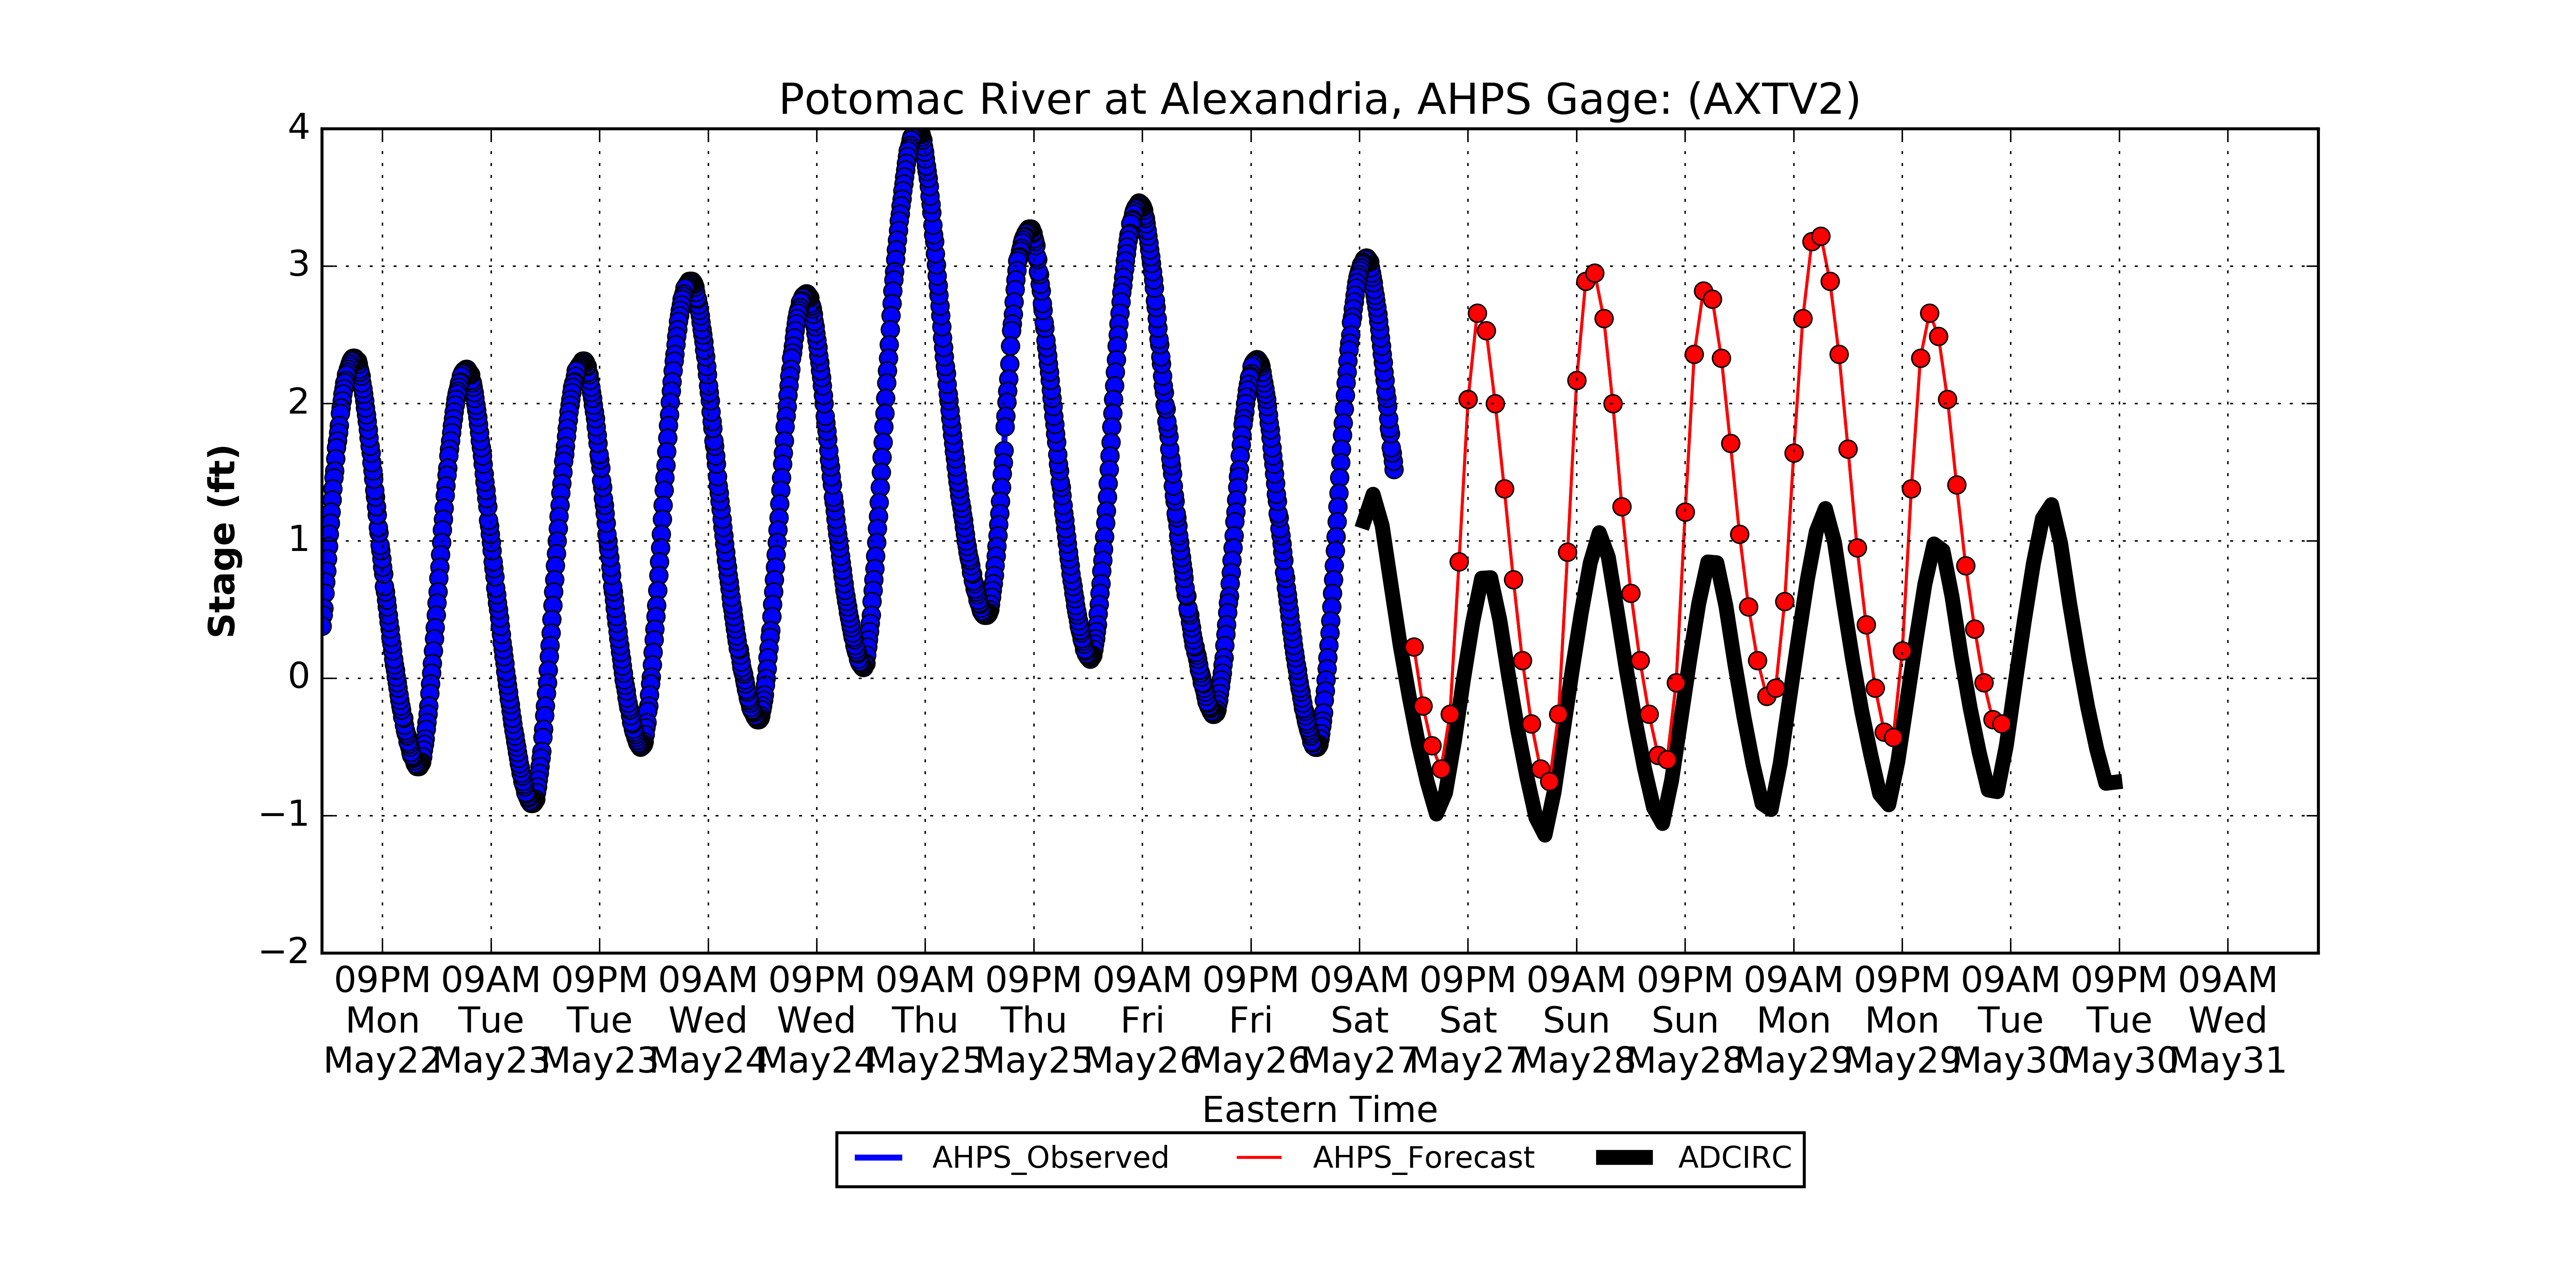 Potomac River at Alexandria, AHPS Gage: (AXTV2)
4
3
2
1
0
−1
−2
Stage (ft)
09PM 09AM 09PM 09AM 09PM 09AM 09PM 09AM 09PM 09AM 09PM 09AM 09PM 09AM 09PM 09AM 09PM 09AM
Mon Tue Tue Wed Wed Thu Thu Fri Fri Sat Sat Sun Sun Mon Mon Tue Tue Wed
May22 May23 May23 May24 May24 May25 May25 May26 May26 May27 May27 May28 May28 May29 May29 May30 May30 May31
Eastern Time
AHPS_Observed AHPS_Forecast ADCIRC